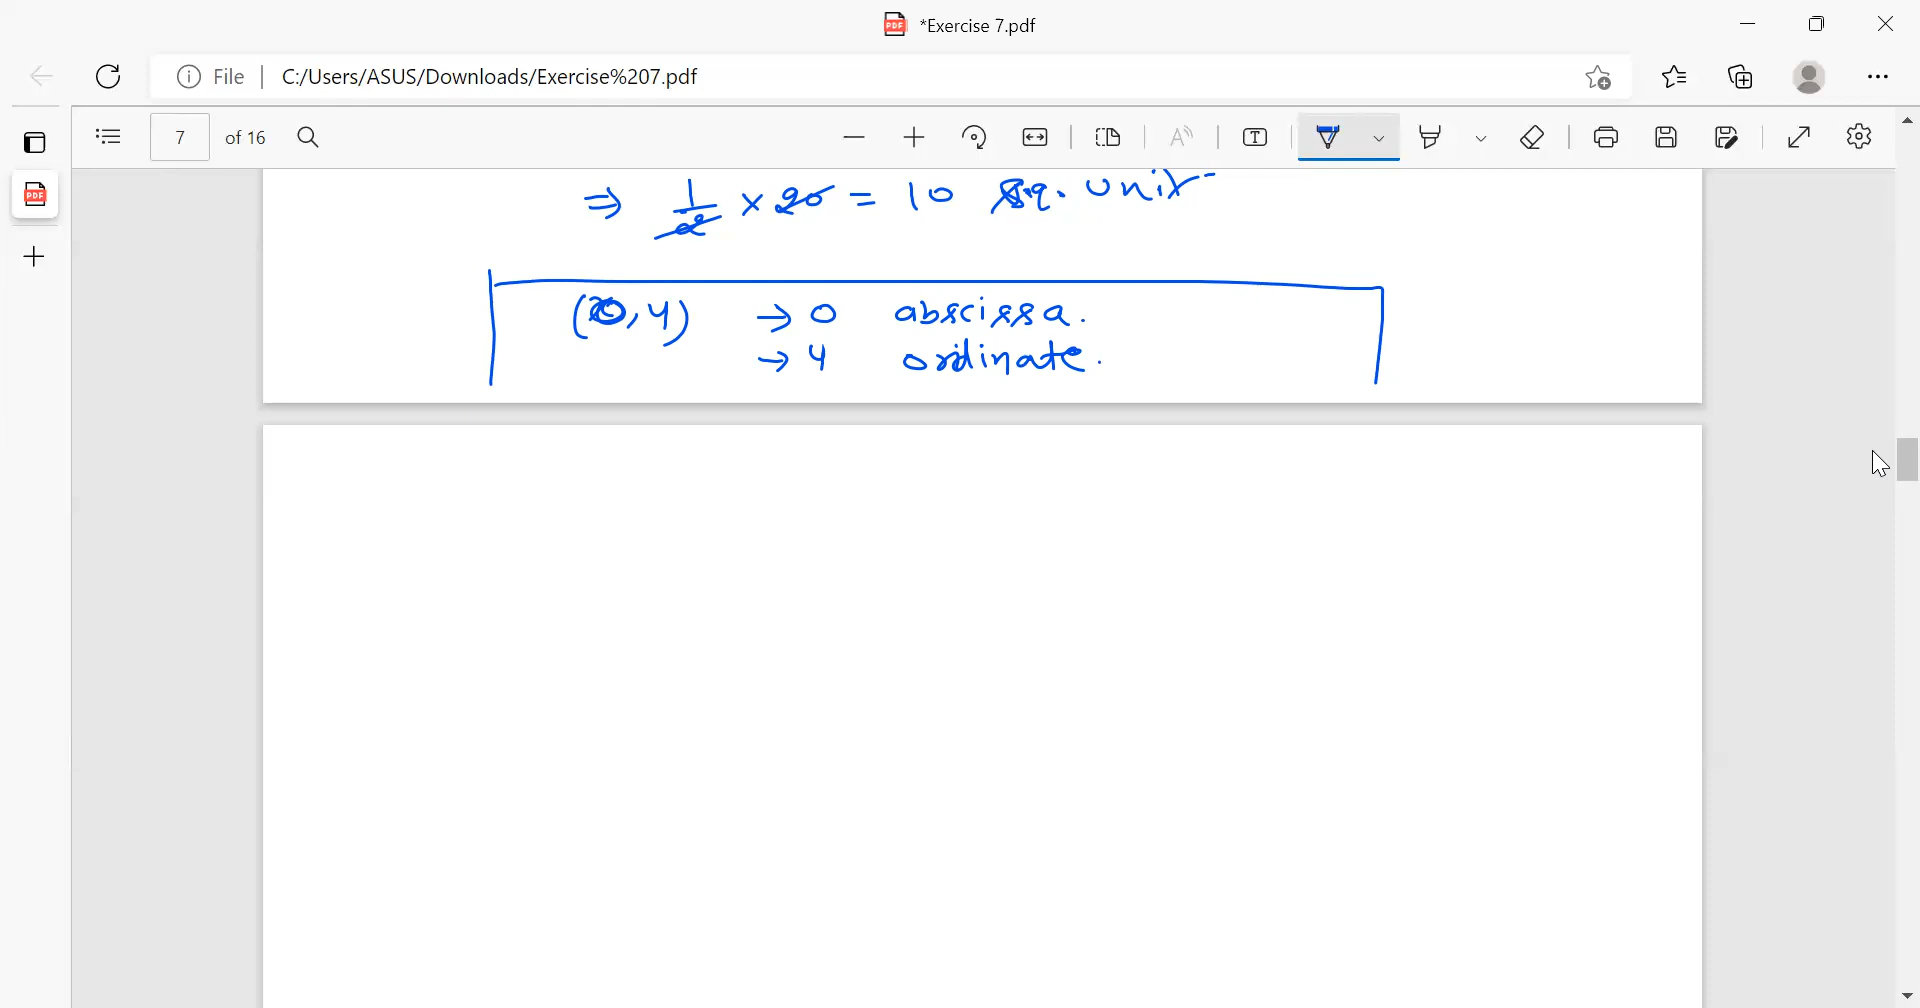 *Exercise 7.pdf
File | C:/Users/ASUS/Downloads/Exercise%207.pdf
7 of 16
⇒ 1/2 × 20 = 10 sq. unit
(0, 4) → 0 abscissa.
→ 4 ordinate.